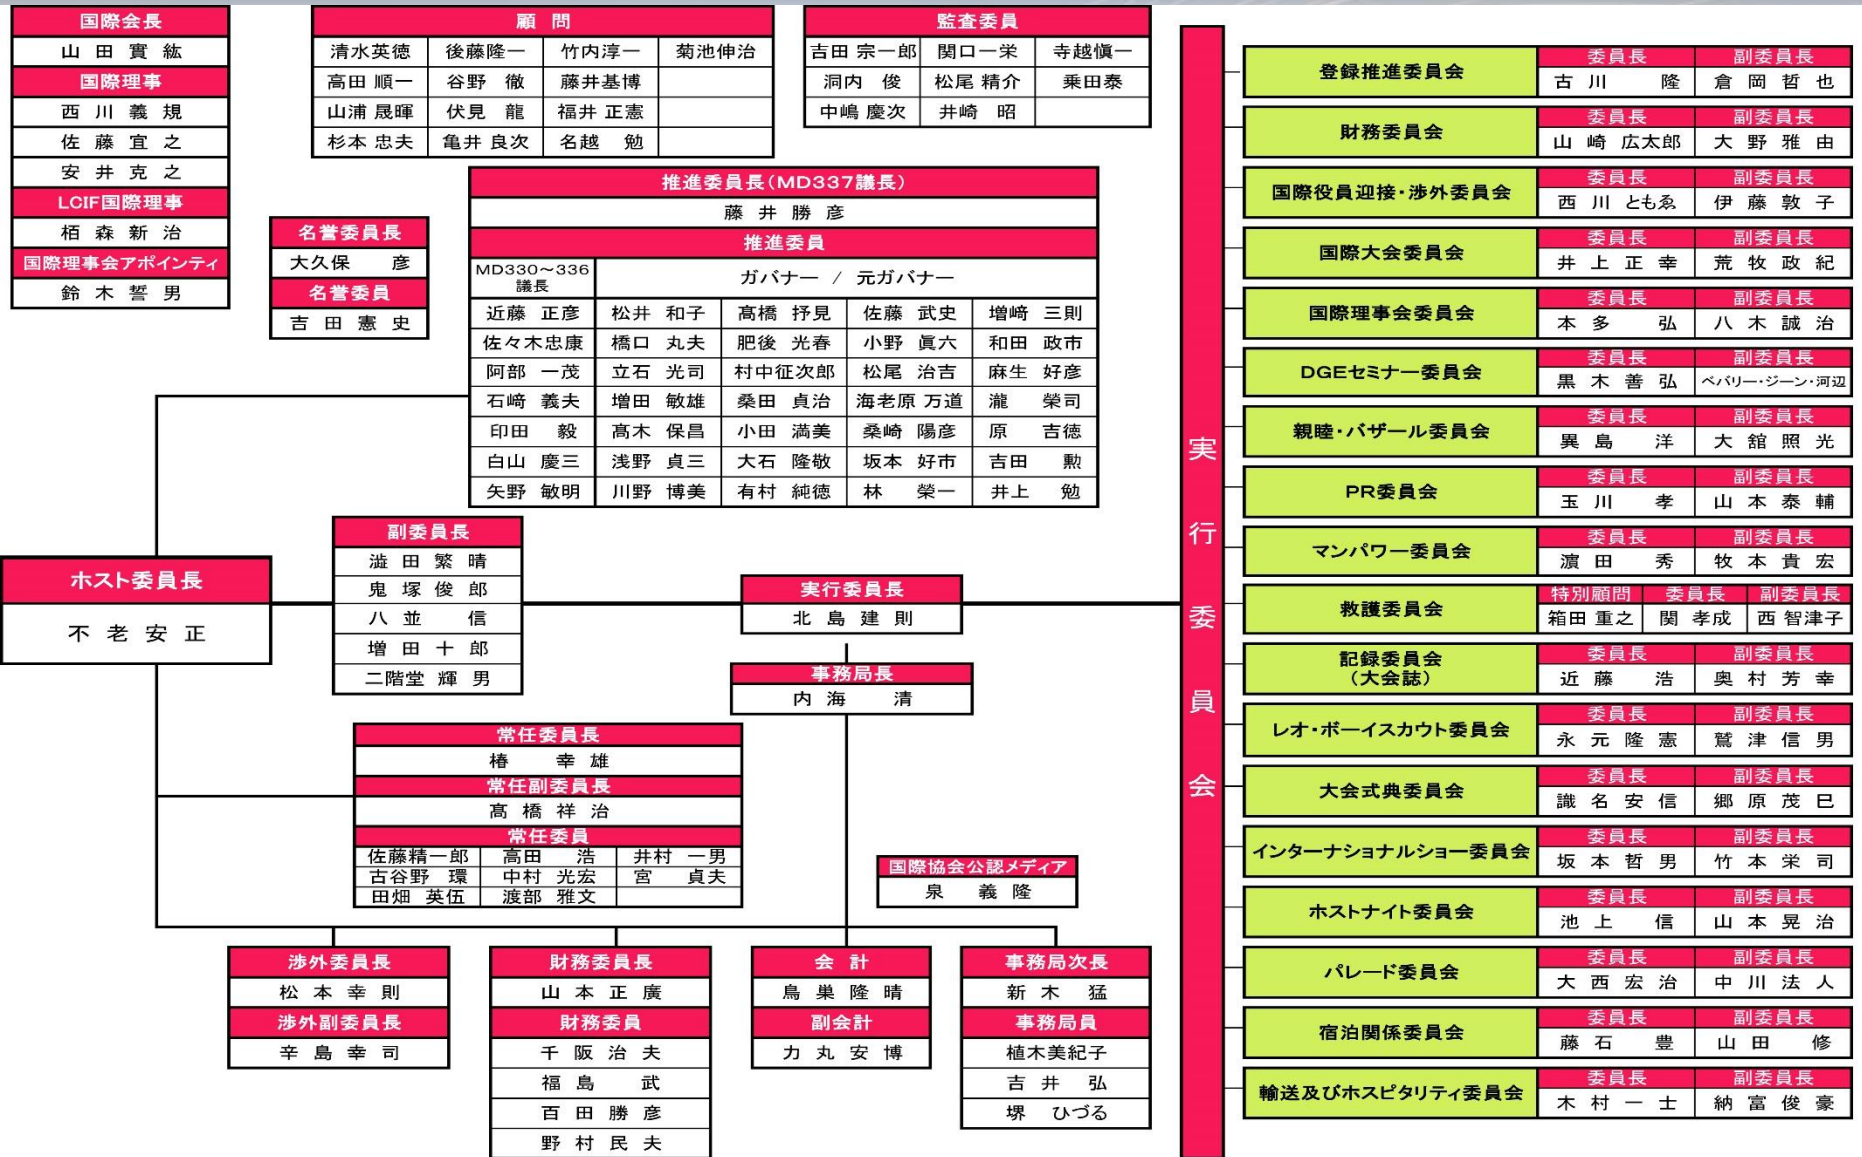 国際会長
山田實紘
国際理事
西川義規
佐藤宜之
安井克之
LCIF国際理事
栢森新治
国際理事会アポインティ
鈴木誓男
顧問
清水英徳 後藤隆一 竹内淳一 菊池伸治
高田 順一 谷野 徹 藤井基博
山浦 晟暉 伏見 龍 福井 正憲
杉本 忠夫 亀井 良次 名越 勉
監査委員
吉田 宗一郎 関口一栄 寺越愼一
洞内 俊 松尾 精介 乗田泰
中嶋 慶次 井崎 昭
名誉委員長
大久保 彦
名誉委員
吉田憲史
推進委員長(MD337議長)
藤井勝彦
推進委員
MD330~336
議長
ガバナー / 元ガバナー
近藤 正彦 松井 和子 髙橋 抒見 佐藤 武史 増﨑 三則
佐々木忠康 橋口 丸夫 肥後 光春 小野 眞六 和田 政市
阿部 一茂 立石 光司 村中征次郎 松尾 治吉 麻生 好彦
石﨑 義夫 増田 敏雄 桑田 貞治 海老原 万道 瀧 榮司
印田 毅 髙木 保昌 小田 満美 桑崎 陽彦 原 吉徳
白山 慶三 浅野 貞三 大石 隆敬 坂本 好市 吉田 勲
矢野 敏明 川野 博美 有村 純徳 林 榮一 井上 勉
ホスト委員長
不老安正
副委員長
澁田繁晴
鬼塚俊郎
八並 信
増田十郎
二階堂 輝男
実行委員長
北島建則
事務局長
内海 清
常任委員長
椿 幸雄
常任副委員長
髙橋祥治
常任委員
佐藤精一郎 高田 浩 井村 一男
古谷野 環 中村 光宏 宮 貞夫
田畑 英伍 渡部 雅文
国際協会公認メディア
泉 義隆
渉外委員長
松本幸則
渉外副委員長
辛島幸司
財務委員長
山本正廣
財務委員
千阪治夫
福島 武
百田勝彦
野村民夫
会計
鳥巣隆晴
副会計
力丸安博
事務局次長
新木 猛
事務局員
植木美紀子
吉井 弘
堺 ひづる
実行委員会
登録推進委員会
委員長 副委員長
古川 隆 倉岡哲也
財務委員会
委員長 副委員長
山崎 広太郎 大野雅由
国際役員迎接・渉外委員会
委員長 副委員長
西川 ともゑ 伊藤敦子
国際大会委員会
委員長 副委員長
井上正幸 荒牧政紀
国際理事会委員会
委員長 副委員長
本多 弘 八木誠治
DGEセミナー委員会
委員長 副委員長
黒木善弘 ベバリー・ジーン・河辺
親睦・バザール委員会
委員長 副委員長
異島 洋 大舘照光
PR委員会
委員長 副委員長
玉川 孝 山本泰輔
マンパワー委員会
委員長 副委員長
濵田 秀 牧本貴宏
救護委員会
特別顧問 委員長 副委員長
箱田 重之 関 孝成 西 智津子
記録委員会
(大会誌)
委員長 副委員長
近藤 浩 奥村芳幸
レオ・ボーイスカウト委員会
委員長 副委員長
永元隆憲 鷲津信男
大会式典委員会
委員長 副委員長
識名安信 郷原茂巳
インターナショナルショー委員会
委員長 副委員長
坂本哲男 竹本栄司
ホストナイト委員会
委員長 副委員長
池上 信 山本晃治
パレード委員会
委員長 副委員長
大西宏治 中川法人
宿泊関係委員会
委員長 副委員長
藤石 豊 山田 修
輸送及びホスピタリティ委員会
委員長 副委員長
木村一士 納富俊豪